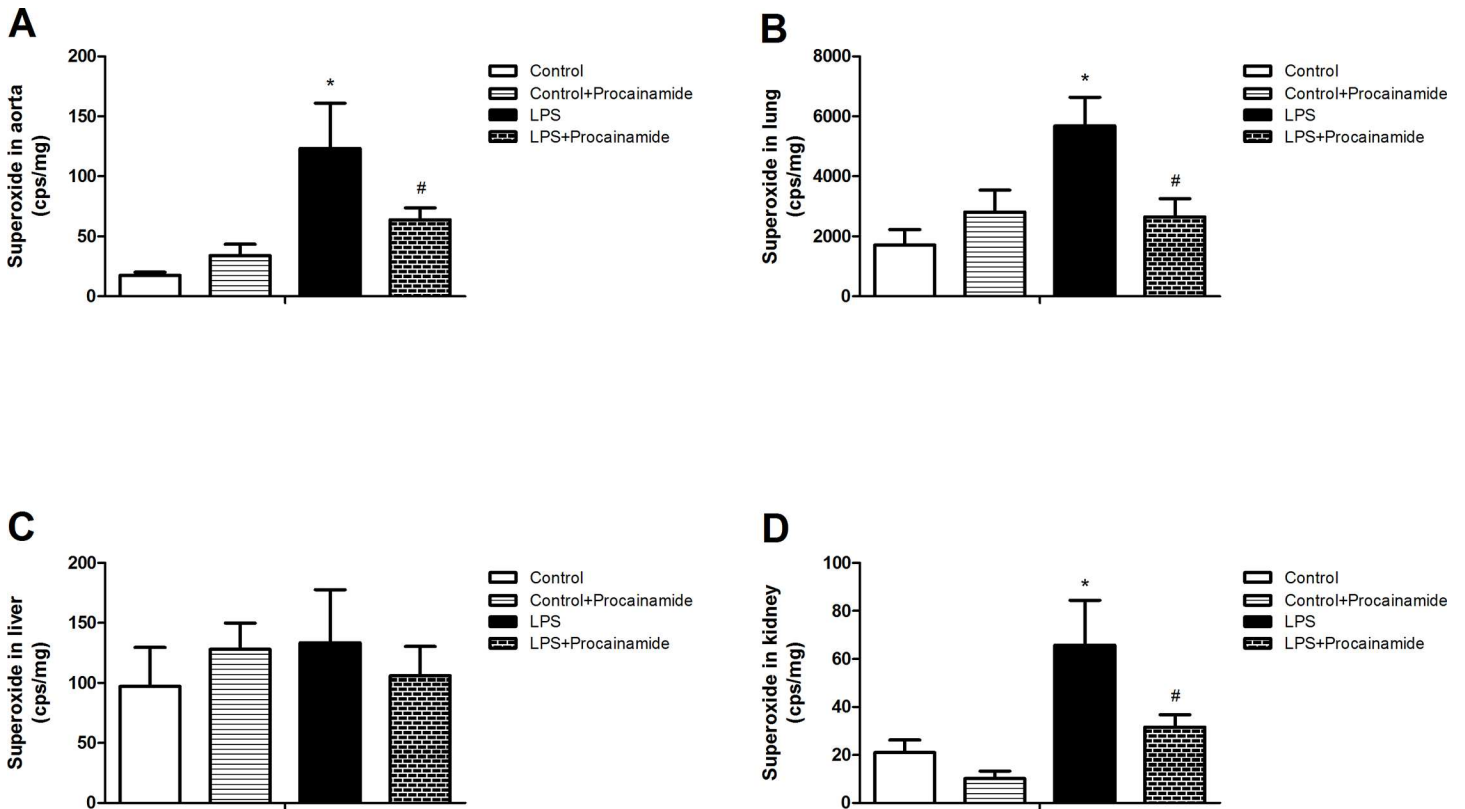 A
Superoxide in aorta
(cps/mg)
200
150
100
50
0
*
#
Control
Control+Procainamide
LPS
LPS+Procainamide
B
Superoxide in lung
(cps/mg)
8000
6000
4000
2000
0
*
#
Control
Control+Procainamide
LPS
LPS+Procainamide
C
Superoxide in liver
(cps/mg)
200
150
100
50
0
Control
Control+Procainamide
LPS
LPS+Procainamide
D
Superoxide in kidney
(cps/mg)
100
80
60
40
20
0
*
#
Control
Control+Procainamide
LPS
LPS+Procainamide